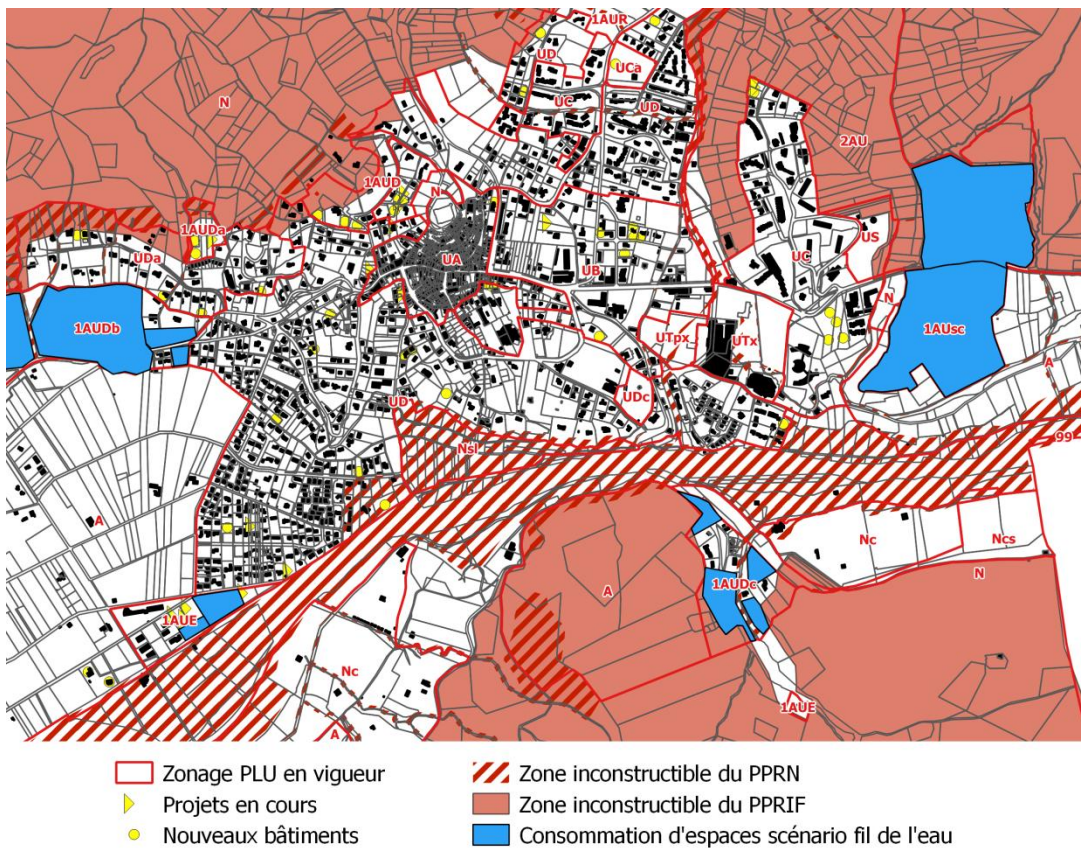 1AUR
UD
UCa
N
UC
UD
2AU
1AUD
N
1AUDa
US
UDa
UA
UB
UC
N
1AUDb
UTpx
UTx
1AUsc
A
UDc
UD
99
Nsl
A
Nc
Ncs
1AUDc
A
N
1AUE
Nc
1AUE
A
Zonage PLU en vigueur
Projets en cours
Nouveaux bâtiments
Zone inconstructible du PPRN
Zone inconstructible du PPRIF
Consommation d'espaces scénario fil de l'eau